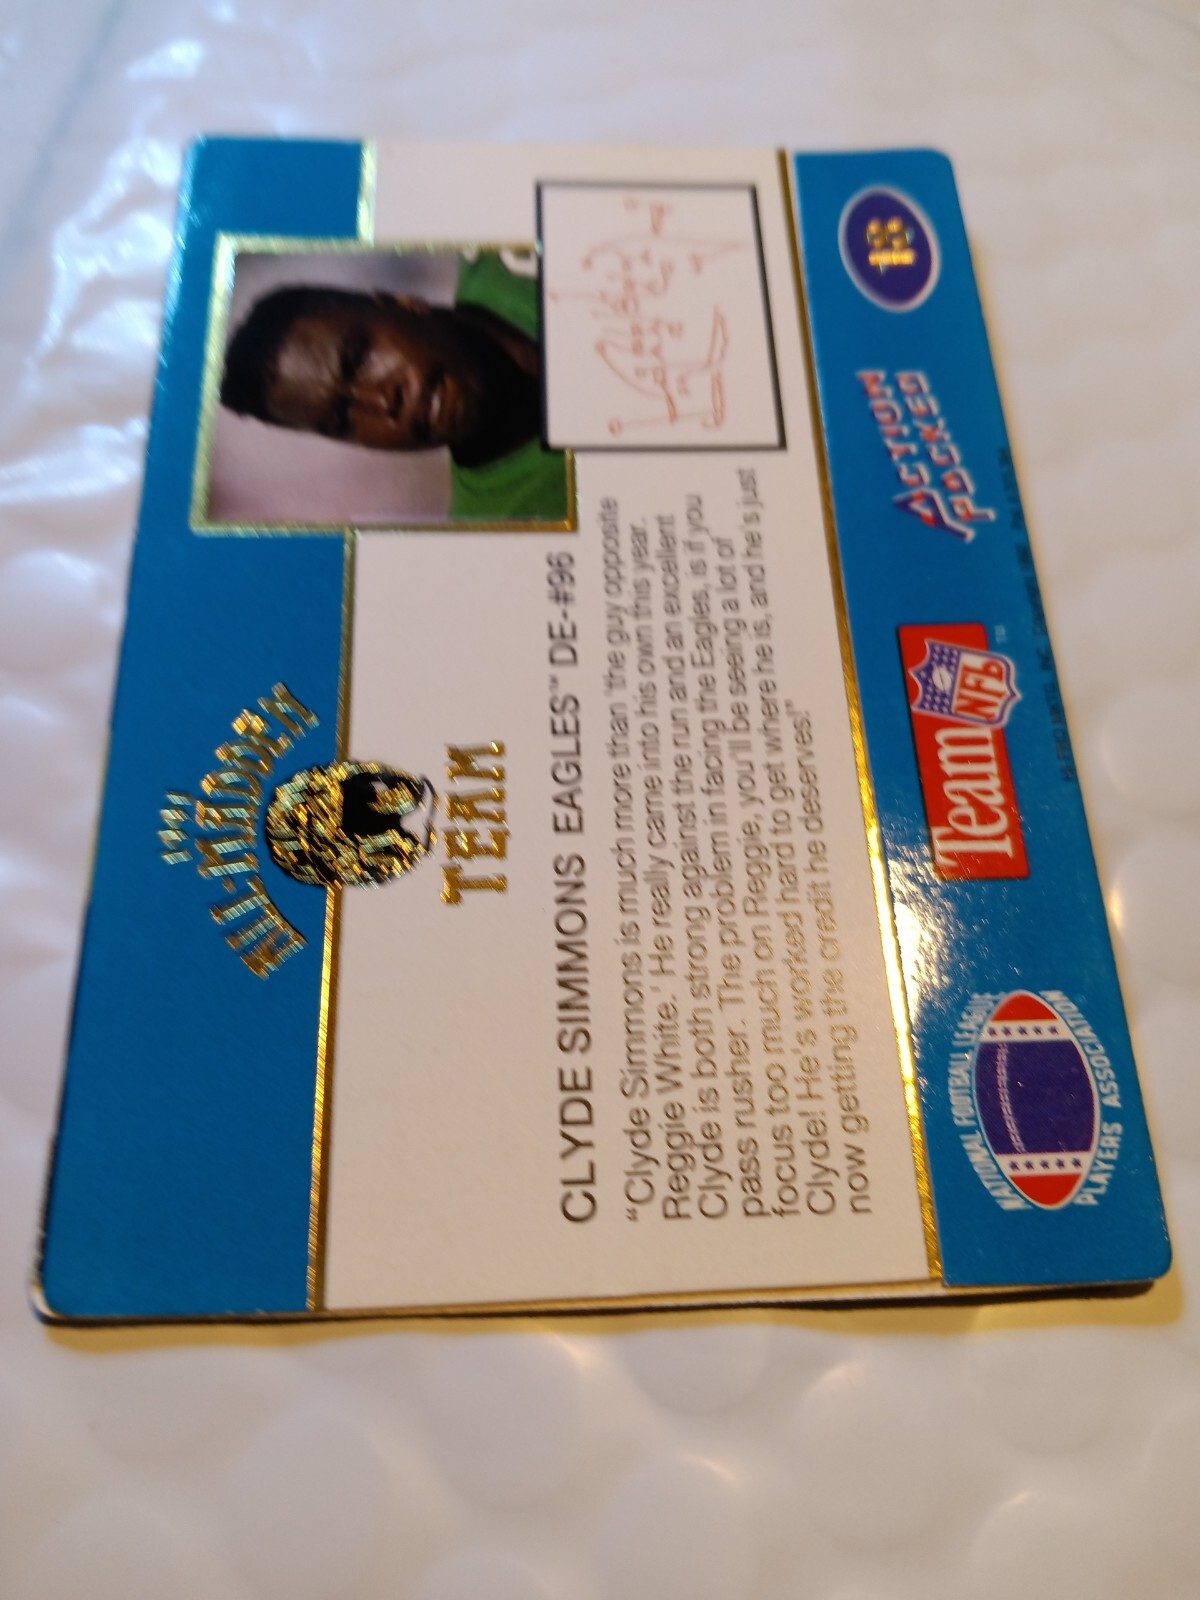 '91
ALL-MADDEN
TEAM
CLYDE SIMMONS EAGLES™ DE-#96
"Clyde Simmons is much more than 'the guy opposite
Reggie White.' He really came into his own this year.
Clyde is both strong against the run and an excellent
pass rusher. The problem in facing the Eagles, is if you
focus too much on Reggie, you'll be seeing a lot of
Clyde! He's worked hard to get where he is, and he's just
now getting the credit he deserves!"
NATIONAL FOOTBALL LEAGUE
PLAYERS ASSOCIATION
Team NFL™
ACTION
PACKED